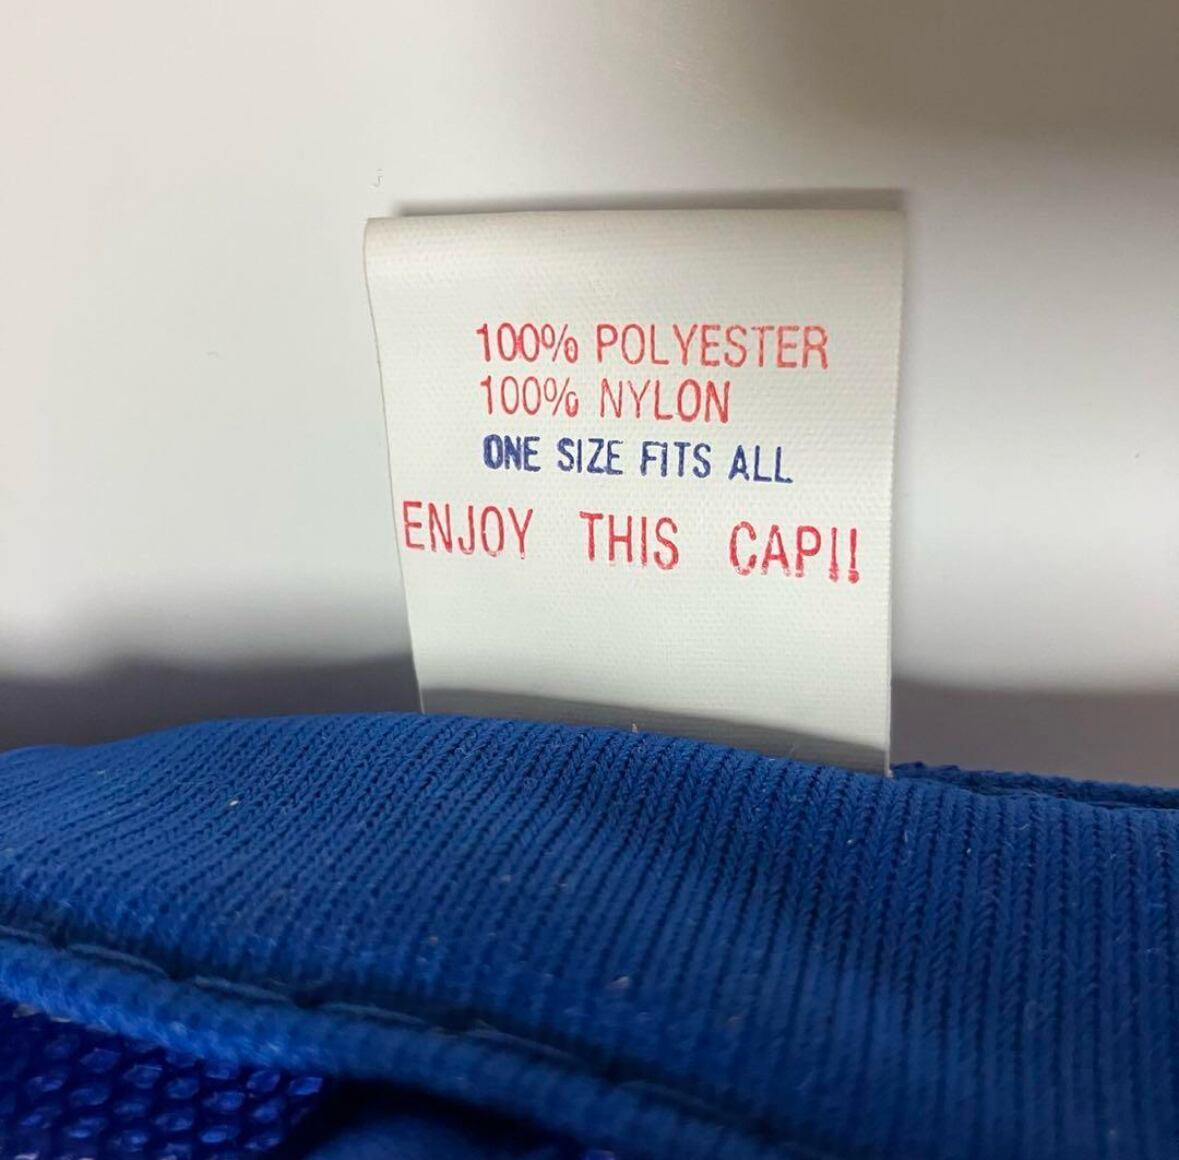 100% POLYESTER
100% NYLON
ONE SIZE FITS ALL
ENJOY THIS CAP!!